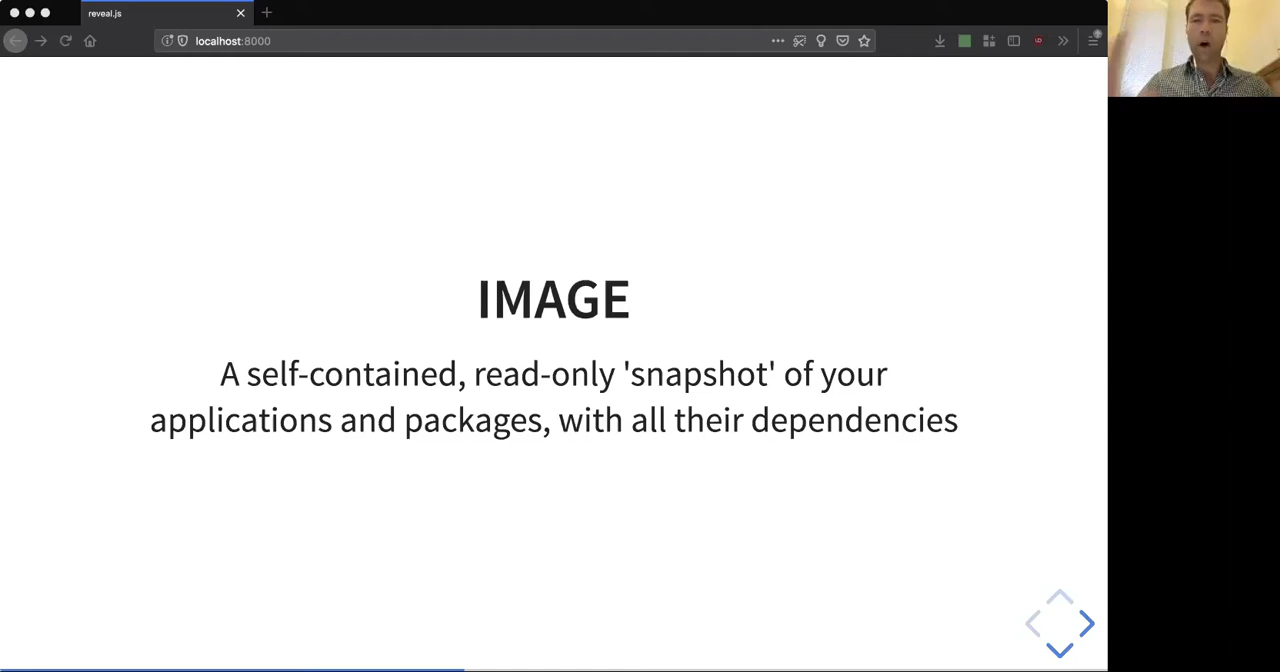 reveal.js
localhost:8000
IMAGE
A self-contained, read-only 'snapshot' of your
applications and packages, with all their dependencies